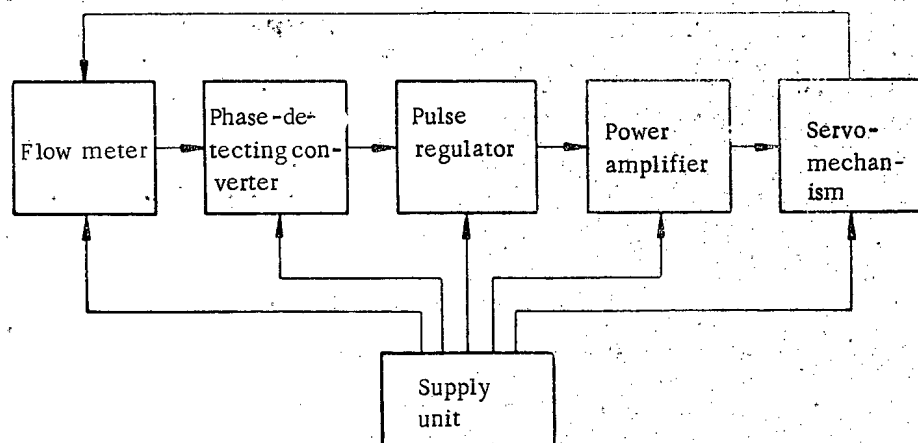 Flow meter
Phase-de-
tecting con-
verter
Pulse
regulator
Power
amplifier
Servo-
mechan-
ism
Supply
unit